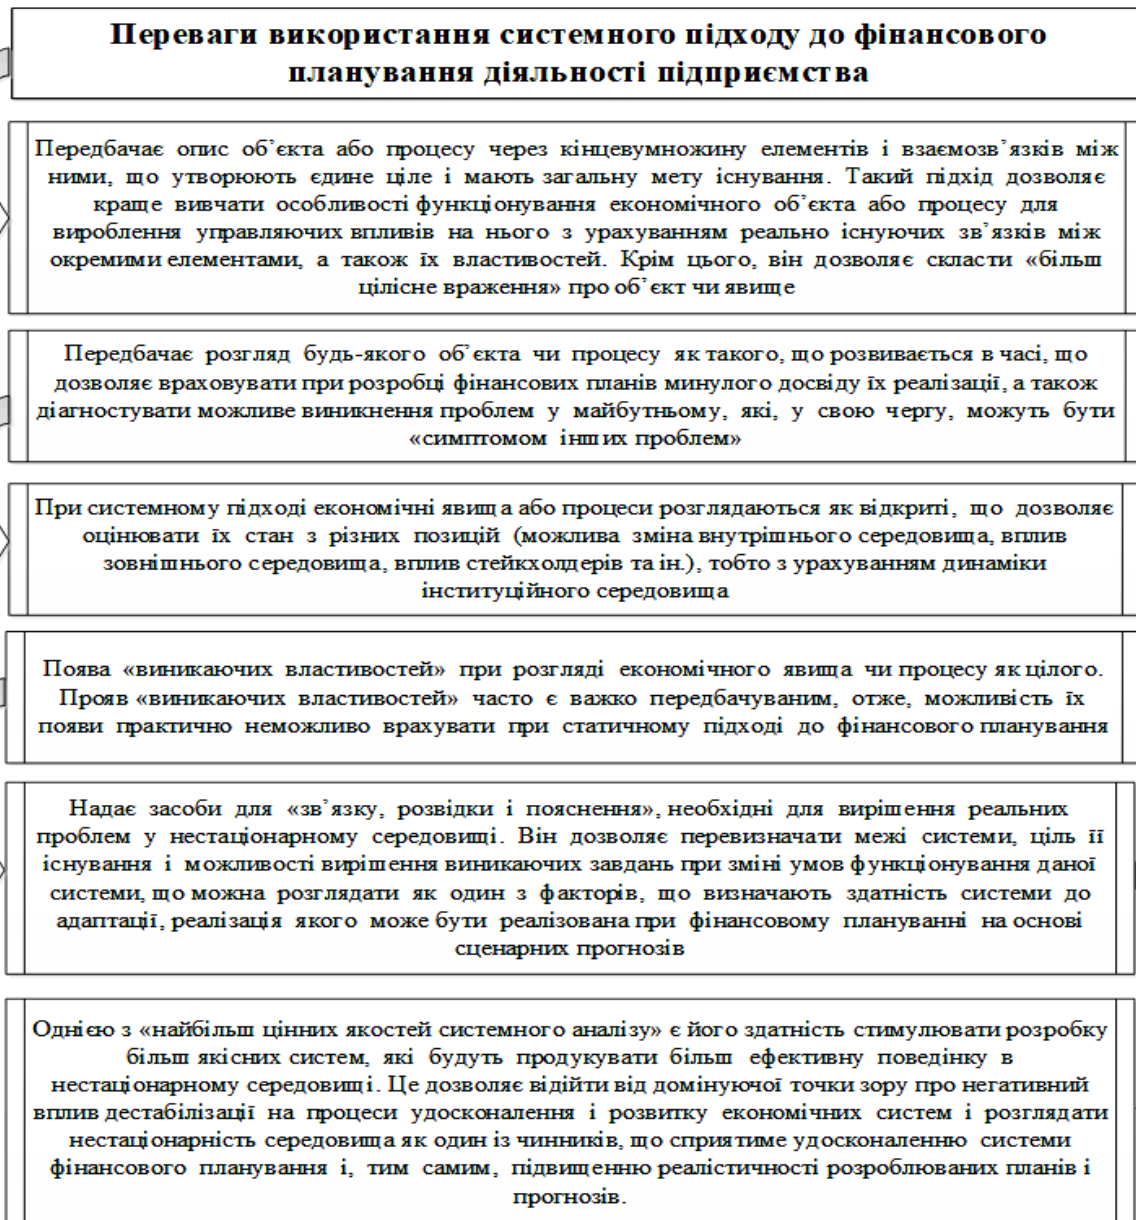 Переваги використання системного підходу до фінансового
планування діяльності підприємства
Передбачає опис об’єкта або процесу через кінцевумножину елементів і взаємозв’язків між
ними, що утворюють єдине ціле і мають загальну мету існування. Такий підхід дозволяє
краще вивчати особливості функціонування економічного об’єкта або процесу для
вироблення управляючих впливів на нього з урахуванням реально існуючих зв’язків між
окремими елементами, а також їх властивостей. Крім цього, він дозволяє скласти «більш
цілісне враження» про об’єкт чи явище
Передбачає розгляд будь-якого об’єкта чи процесу як такого, що розвивається в часі, що
дозволяє враховувати при розробці фінансових планів минулого досвіду їх реалізації, а також
діагностувати можливе виникнення проблем у майбутньому, які, у свою чергу, можуть бути
«симптомом інших проблем»
При системному підході економічні явища або процеси розглядаються як відкриті, що дозволяє
оцінювати їх стан з різних позицій (можлива зміна внутрішнього середовища, вплив
зовнішнього середовища, вплив стейкхолдерів та ін.), тобто з урахуванням динаміки
інституційного середовища
Поява «виникаючих властивостей» при розгляді економічного явища чи процесу як цілого.
Прояв «виникаючих властивостей» часто є важко передбачуваним, отже, можливість їх
появи практично неможливо врахувати при статичному підході до фінансового планування
Надає засоби для «зв’язку, розвідки і пояснення», необхідні для вирішення реальних
проблем у нестаціонарному середовищі. Він дозволяє перевизначати межі системи, ціль її
існування і можливості вирішення виникаючих завдань при зміні умов функціонування даної
системи, що можна розглядати як один з факторів, що визначають здатність системи до
адаптації, реалізація якого може бути реалізована при фінансовому плануванні на основі
сценарних прогнозів
Однією з «найбільш цінних якостей системного аналізу» є його здатність стимулювати розробку
більш якісних систем, які будуть продукувати більш ефективну поведінку в
нестаціонарному середовищі. Це дозволяє відійти від домінуючої точки зору про негативний
вплив дестабілізації на процеси удосконалення і розвитку економічних систем і розглядати
нестаціонарність середовища як один із чинників, що сприятиме удосконаленню системи
фінансового планування і, тим самим, підвищенню реалістичності розроблюваних планів і
прогнозів.